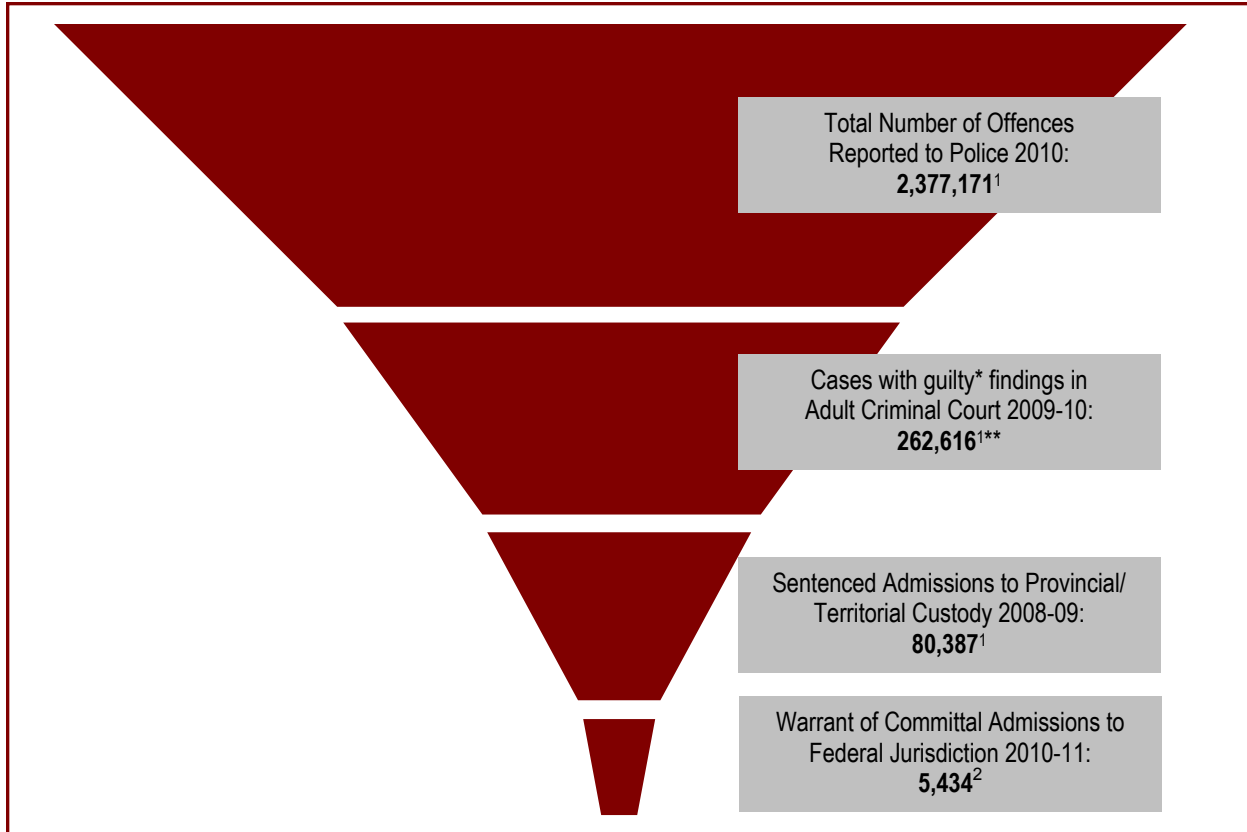 Total Number of Offences
Reported to Police 2010:
2,377,171¹
Cases with guilty* findings in
Adult Criminal Court 2009-10:
262,616¹**
Sentenced Admissions to Provincial/
Territorial Custody 2008-09:
80,387¹
Warrant of Committal Admissions to
Federal Jurisdiction 2010-11:
5,434²